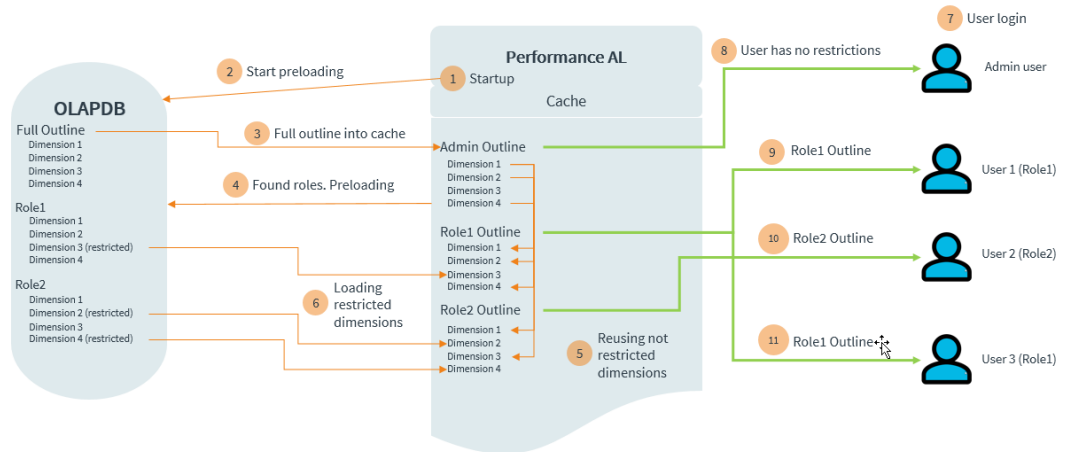 7 User login
8 User has no restrictions
Admin user
Performance AL
2 Start preloading
1 Startup
Cache
OLAPDB
Full Outline
Dimension 1
Dimension 2
Dimension 3
Dimension 4
3 Full outline into cache
4 Found roles. Preloading
Role1
Dimension 1
Dimension 2
Dimension 3 (restricted)
Dimension 4
Role2
Dimension 1
Dimension 2 (restricted)
Dimension 3
Dimension 4 (restricted)
6 Loading
restricted
dimensions
Admin Outline
Dimension 1
Dimension 2
Dimension 3
Dimension 4
Role1 Outline
Dimension 1
Dimension 2
Dimension 3
Dimension 4
Role2 Outline
Dimension 1
Dimension 2
Dimension 3
Dimension 4
5 Reusing not
restricted
dimensions
9 Role1 Outline
User 1 (Role1)
10 Role2 Outline
User 2 (Role2)
11 Role1 Outline
User 3 (Role1)